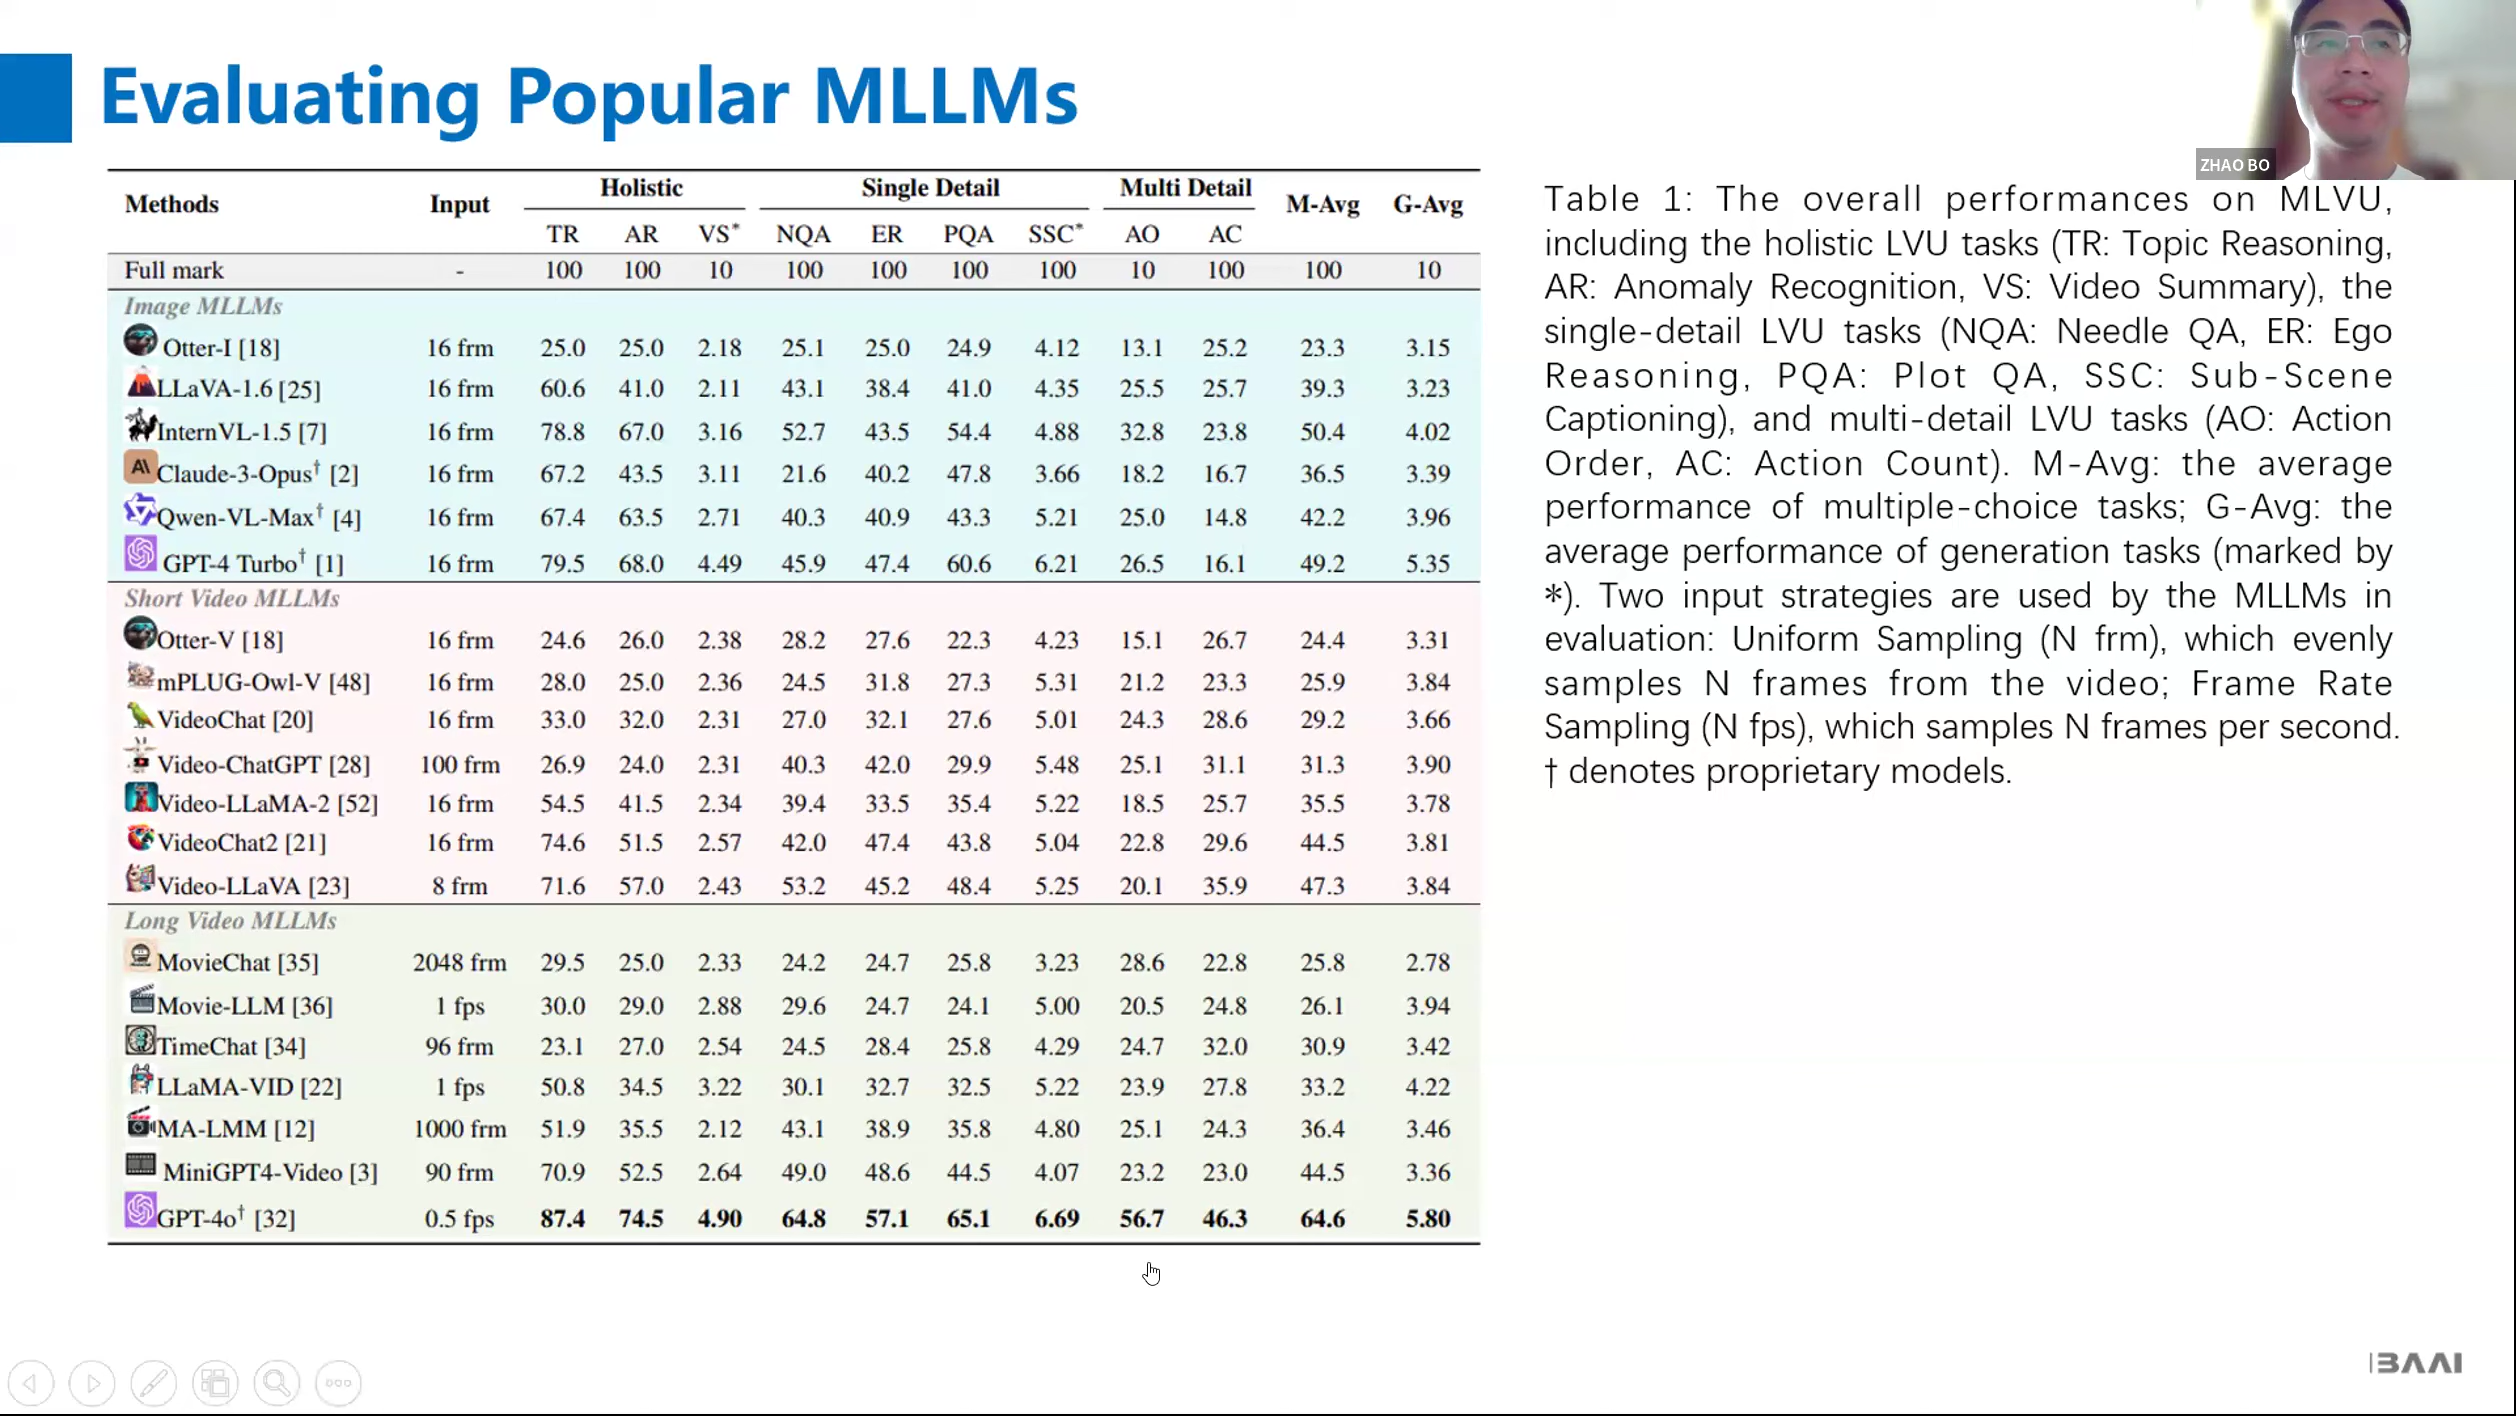 Evaluating Popular MLLMs
ZHAO BO
Methods Input Holistic Single Detail Multi Detail M-Avg G-Avg
TR AR VS* NQA ER PQA SSC* AO AC
Full mark - 100 100 10 100 100 100 100 10 100 100 10
Image MLLMs
Otter-I [18] 16 frm 25.0 25.0 2.18 25.1 25.0 24.9 4.12 13.1 25.2 23.3 3.15
LLaVA-1.6 [25] 16 frm 60.6 41.0 2.11 43.1 38.4 41.0 4.35 25.5 25.7 39.3 3.23
InternVL-1.5 [7] 16 frm 78.8 67.0 3.16 52.7 43.5 54.4 4.88 32.8 23.8 50.4 4.02
Claude-3-Opus† [2] 16 frm 67.2 43.5 3.11 21.6 40.2 47.8 3.66 18.2 16.7 36.5 3.39
Qwen-VL-Max† [4] 16 frm 67.4 63.5 2.71 40.3 40.9 43.3 5.21 25.0 14.8 42.2 3.96
GPT-4 Turbo† [1] 16 frm 79.5 68.0 4.49 45.9 47.4 60.6 6.21 26.5 16.1 49.2 5.35
Short Video MLLMs
Otter-V [18] 16 frm 24.6 26.0 2.38 28.2 27.6 22.3 4.23 15.1 26.7 24.4 3.31
mPLUG-Owl-V [48] 16 frm 28.0 25.0 2.36 24.5 31.8 27.3 5.31 21.2 23.3 25.9 3.84
VideoChat [20] 16 frm 33.0 32.0 2.31 27.0 32.1 27.6 5.01 24.3 28.6 29.2 3.66
Video-ChatGPT [28] 100 frm 26.9 24.0 2.31 40.3 42.0 29.9 5.48 25.1 31.1 31.3 3.90
Video-LLaMA-2 [52] 16 frm 54.5 41.5 2.34 39.4 33.5 35.4 5.22 18.5 25.7 35.5 3.78
VideoChat2 [21] 16 frm 74.6 51.5 2.57 42.0 47.4 43.8 5.04 22.8 29.6 44.5 3.81
Video-LLaVA [23] 8 frm 71.6 57.0 2.43 53.2 45.2 48.4 5.25 20.1 35.9 47.3 3.84
Long Video MLLMs
MovieChat [35] 2048 frm 29.5 25.0 2.33 24.2 24.7 25.8 3.23 28.6 22.8 25.8 2.78
Movie-LLM [36] 1 fps 30.0 29.0 2.88 29.6 24.7 24.1 5.00 20.5 24.8 26.1 3.94
TimeChat [34] 96 frm 23.1 27.0 2.54 24.5 28.4 25.8 4.29 24.7 32.0 30.9 3.42
LLaMA-VID [22] 1 fps 50.8 34.5 3.22 30.1 32.7 32.5 5.22 23.9 27.8 33.2 4.22
MA-LMM [12] 1000 frm 51.9 35.5 2.12 43.1 38.9 35.8 4.80 25.1 24.3 36.4 3.46
MiniGPT4-Video [3] 90 frm 70.9 52.5 2.64 49.0 48.6 44.5 4.07 23.2 23.0 44.5 3.36
GPT-4o† [32] 0.5 fps 87.4 74.5 4.90 64.8 57.1 65.1 6.69 56.7 46.3 64.6 5.80
Table 1: The overall performances on MLVU,
including the holistic LVU tasks (TR: Topic Reasoning,
AR: Anomaly Recognition, VS: Video Summary), the
single-detail LVU tasks (NQA: Needle QA, ER: Ego
Reasoning, PQA: Plot QA, SSC: Sub-Scene
Captioning), and multi-detail LVU tasks (AO: Action
Order, AC: Action Count). M-Avg: the average
performance of multiple-choice tasks; G-Avg: the
average performance of generation tasks (marked by
*). Two input strategies are used by the MLLMs in
evaluation: Uniform Sampling (N frm), which evenly
samples N frames from the video; Frame Rate
Sampling (N fps), which samples N frames per second.
† denotes proprietary models.
BAAI